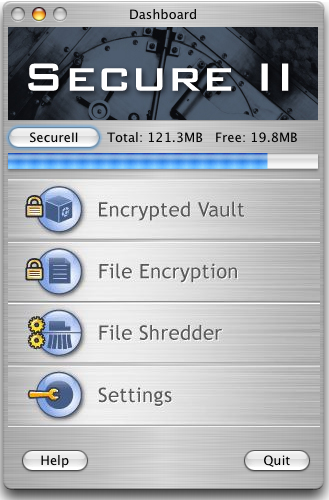 Dashboard
SECURE II
SecureII Total: 121.3MB Free: 19.8MB
Encrypted Vault
File Encryption
File Shredder
Settings
Help Quit